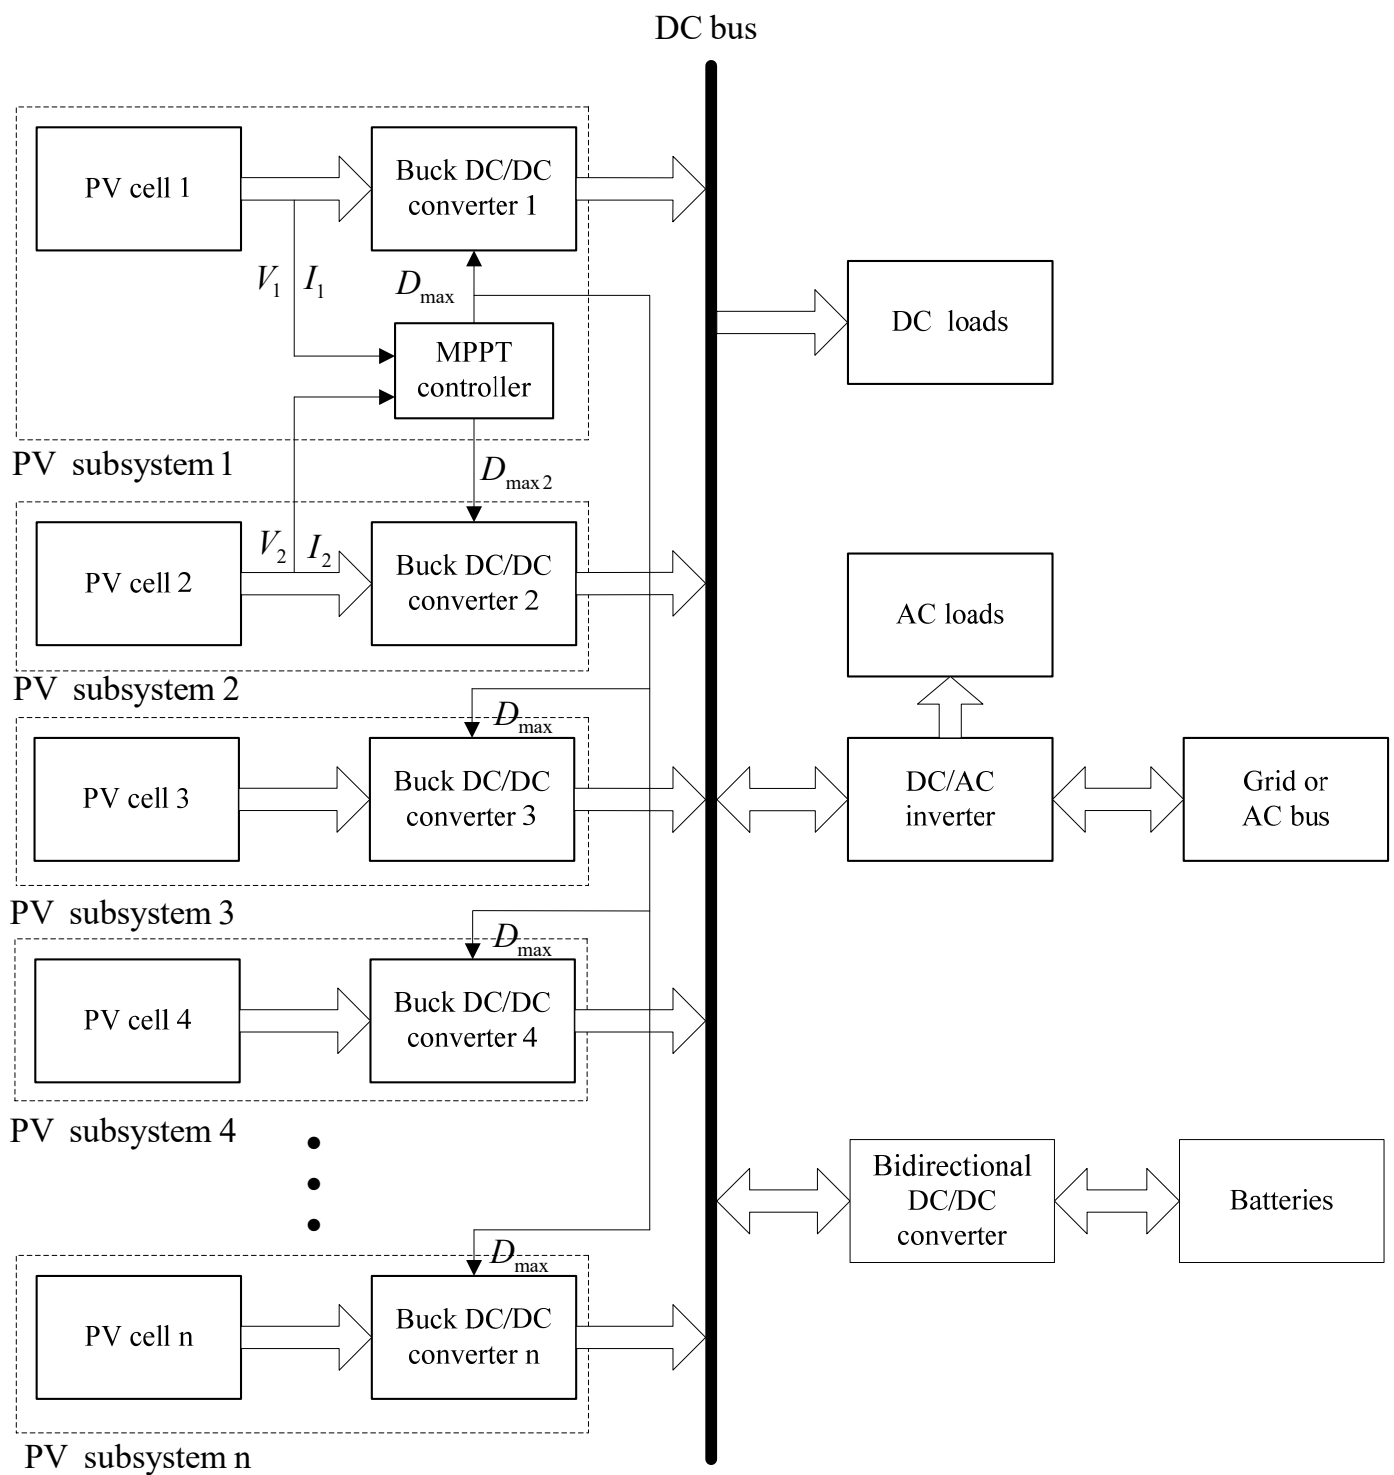 DC bus
PV cell 1
Buck DC/DC
converter 1
V1 I1
Dmax
MPPT
controller
DC loads
PV subsystem 1
Dmax2
PV cell 2
V2 I2
Buck DC/DC
converter 2
AC loads
PV subsystem 2
Dmax
PV cell 3
Buck DC/DC
converter 3
DC/AC
inverter
Grid or
AC bus
PV subsystem 3
Dmax
PV cell 4
Buck DC/DC
converter 4
PV subsystem 4
Bidirectional
DC/DC
converter
Batteries
Dmax
PV cell n
Buck DC/DC
converter n
PV subsystem n